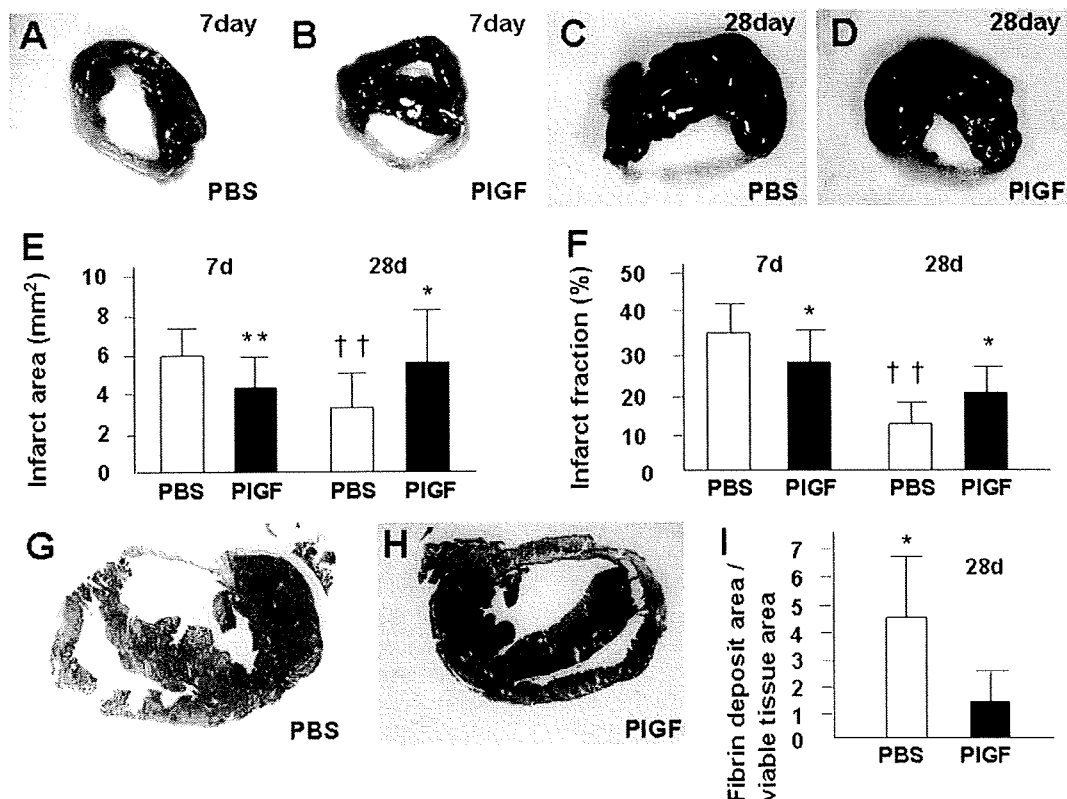 A
7day
PBS
B
7day
PlGF
C
28day
PBS
D
28day
PlGF
E
Infarct area (mm²)
10
8
6
4
2
0
7d
28d
**
††
*
PBS
PlGF
PBS
PlGF
F
Infarct fraction (%)
50
40
30
20
10
0
7d
28d
*
††
*
PBS
PlGF
PBS
PlGF
G
PBS
H
PlGF
I
Fibrin deposit area /
viable tissue area
7
6
5
4
3
2
1
0
*
28d
PBS
PlGF